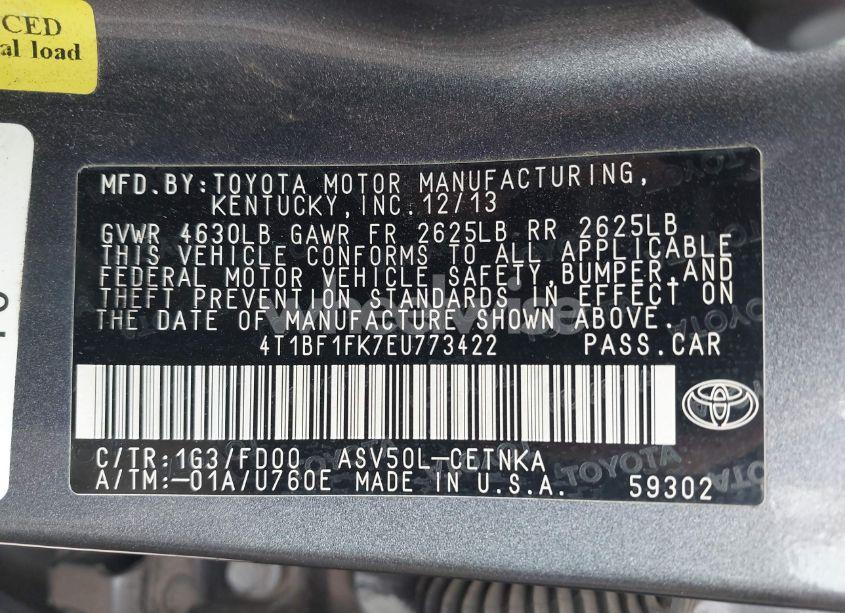 CED
al load
MFD.BY:TOYOTA MOTOR MANUFACTURING,
KENTUCKY,INC.12/13
GVWR 4630LB GAWR FR 2625LB RR 2625LB
THIS VEHICLE CONFORMS TO ALL APPLICABLE
FEDERAL MOTOR VEHICLE SAFETY,BUMPER,AND
THEFT PREVENTION STANDARDS IN EFFECT ON
THE DATE OF MANUFACTURE SHOWN ABOVE.
4T1BF1FK7EU773422 PASS.CAR
C/TR:1G3/FD00 ASV50L-CETNKA
A/TM:-01A/U760E MADE IN U.S.A. 59302
TOYOTA